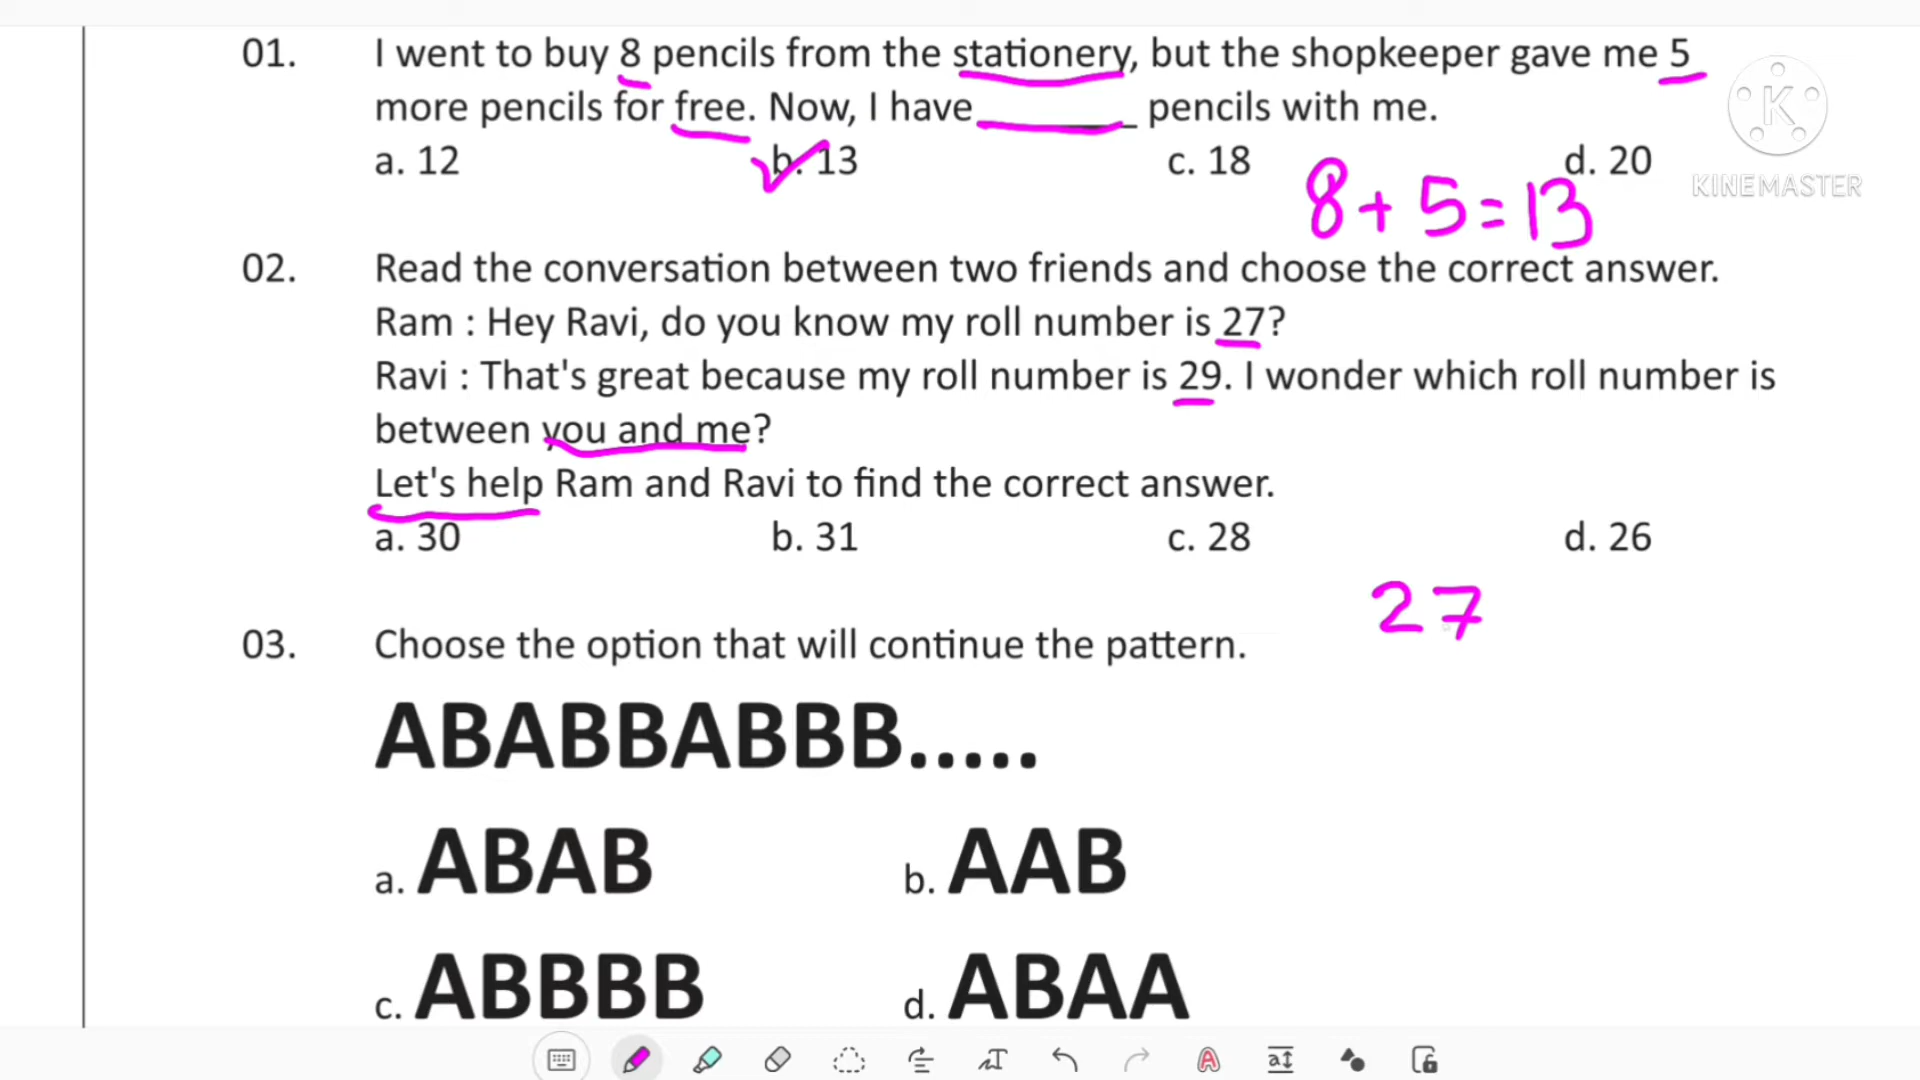 01. I went to buy 8 pencils from the stationery, but the shopkeeper gave me 5
more pencils for free. Now, I have_______ pencils with me.
a. 12 b. 13 c. 18 d. 20
KINEMASTER
8+5=13
02. Read the conversation between two friends and choose the correct answer.
Ram : Hey Ravi, do you know my roll number is 27?
Ravi : That's great because my roll number is 29. I wonder which roll number is
between you and me?
Let's help Ram and Ravi to find the correct answer.
a. 30 b. 31 c. 28 d. 26
27
03. Choose the option that will continue the pattern.
ABABBABBB.....
a. ABAB b. AAB
c. ABBBB d. ABAA